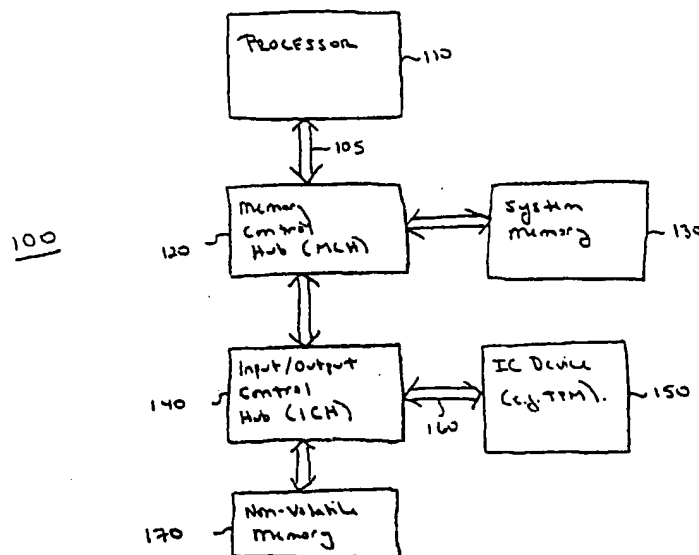 PROCESSOR
110
105
Memory
Control
Hub (MCH)
120
System
Memory
130
100
Input/Output
Control
Hub (ICH)
140
IC Device
(e.g. TPM).
150
160
Non-Volatile
Memory
170